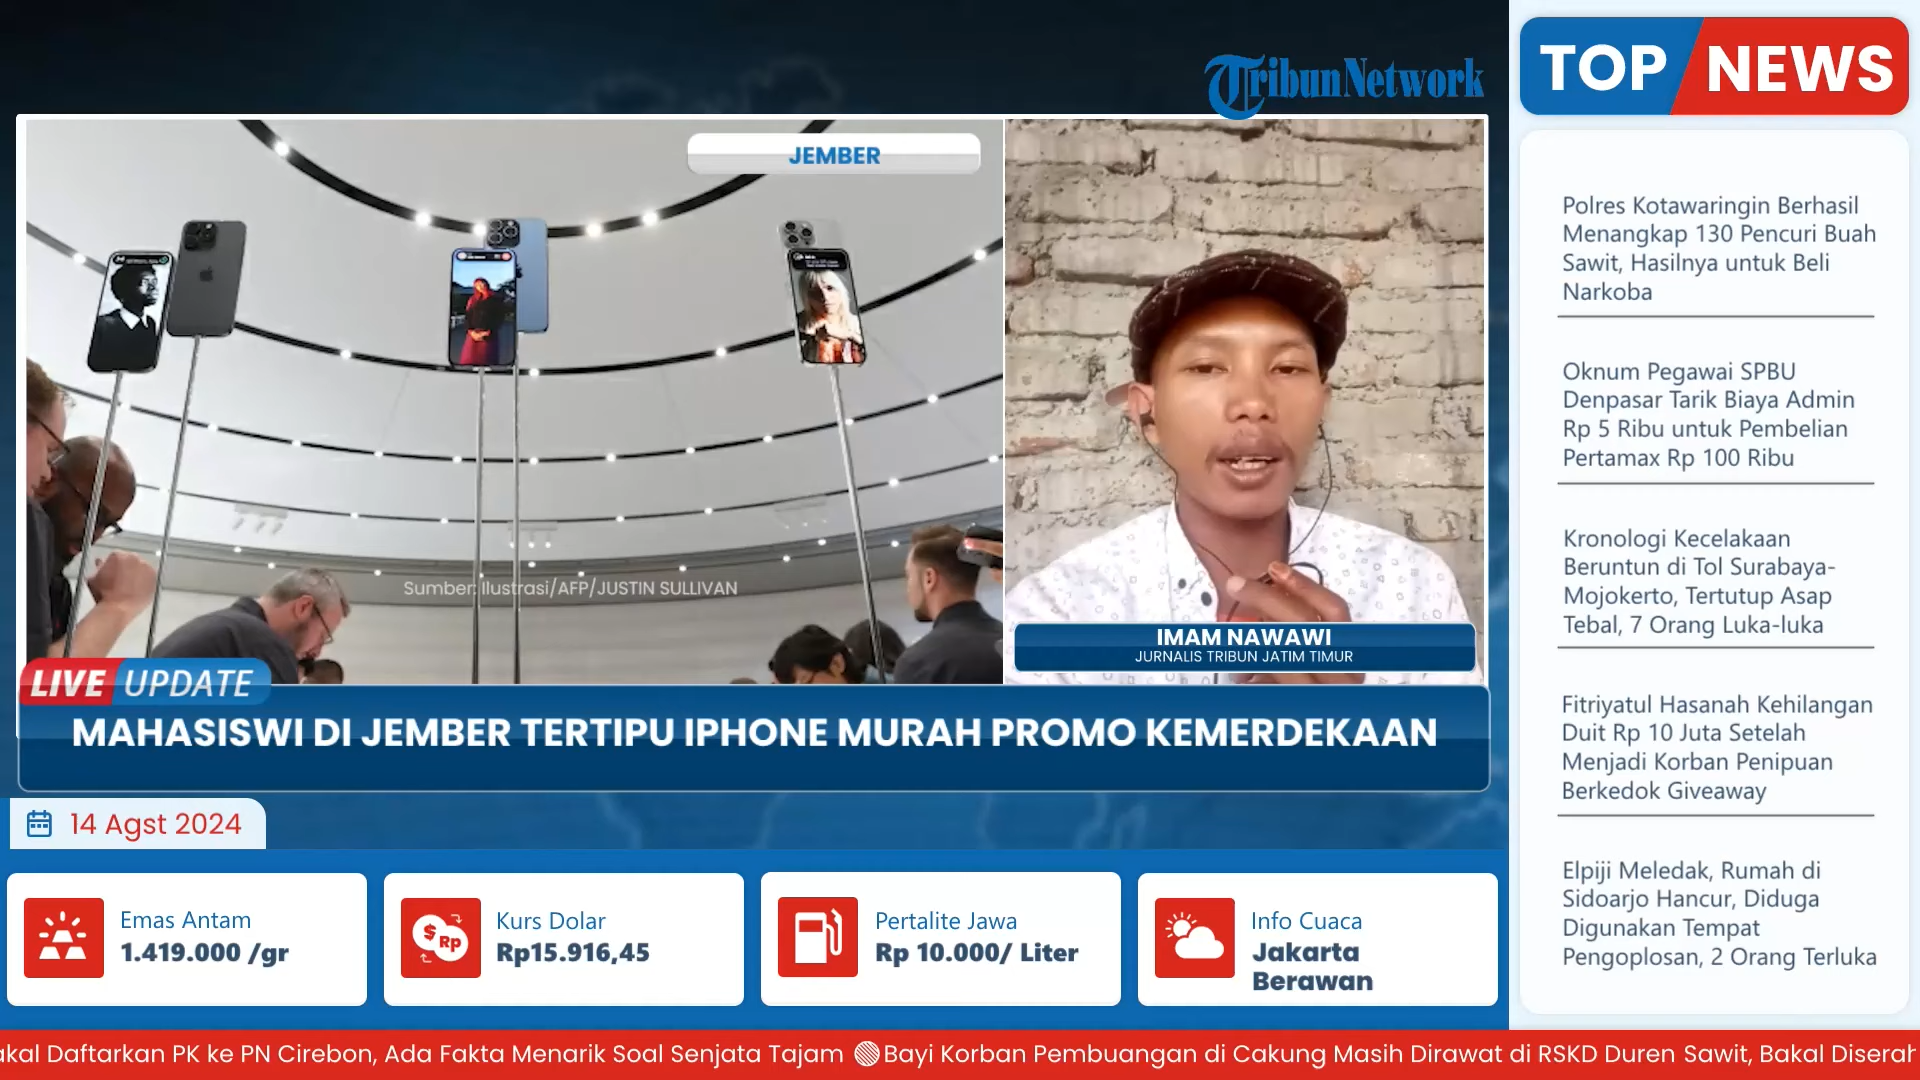 TribunNetwork
JEMBER
Sumber: Ilustrasi/AFP/JUSTIN SULLIVAN
IMAM NAWAWI
JURNALIS TRIBUN JATIM TIMUR
LIVE UPDATE
MAHASISWI DI JEMBER TERTIPU IPHONE MURAH PROMO KEMERDEKAAN
14 Agst 2024
Emas Antam
1.419.000 /gr
Kurs Dolar
Rp15.916,45
Pertalite Jawa
Rp 10.000/ Liter
Info Cuaca
Jakarta
Berawan
TOP NEWS
Polres Kotawaringin Berhasil
Menangkap 130 Pencuri Buah
Sawit, Hasilnya untuk Beli
Narkoba
Oknum Pegawai SPBU
Denpasar Tarik Biaya Admin
Rp 5 Ribu untuk Pembelian
Pertamax Rp 100 Ribu
Kronologi Kecelakaan
Beruntun di Tol Surabaya-
Mojokerto, Tertutup Asap
Tebal, 7 Orang Luka-luka
Fitriyatul Hasanah Kehilangan
Duit Rp 10 Juta Setelah
Menjadi Korban Penipuan
Berkedok Giveaway
Elpiji Meledak, Rumah di
Sidoarjo Hancur, Diduga
Digunakan Tempat
Pengoplosan, 2 Orang Terluka
akal Daftarkan PK ke PN Cirebon, Ada Fakta Menarik Soal Senjata Tajam Bayi Korban Pembuangan di Cakung Masih Dirawat di RSKD Duren Sawit, Bakal Diserah